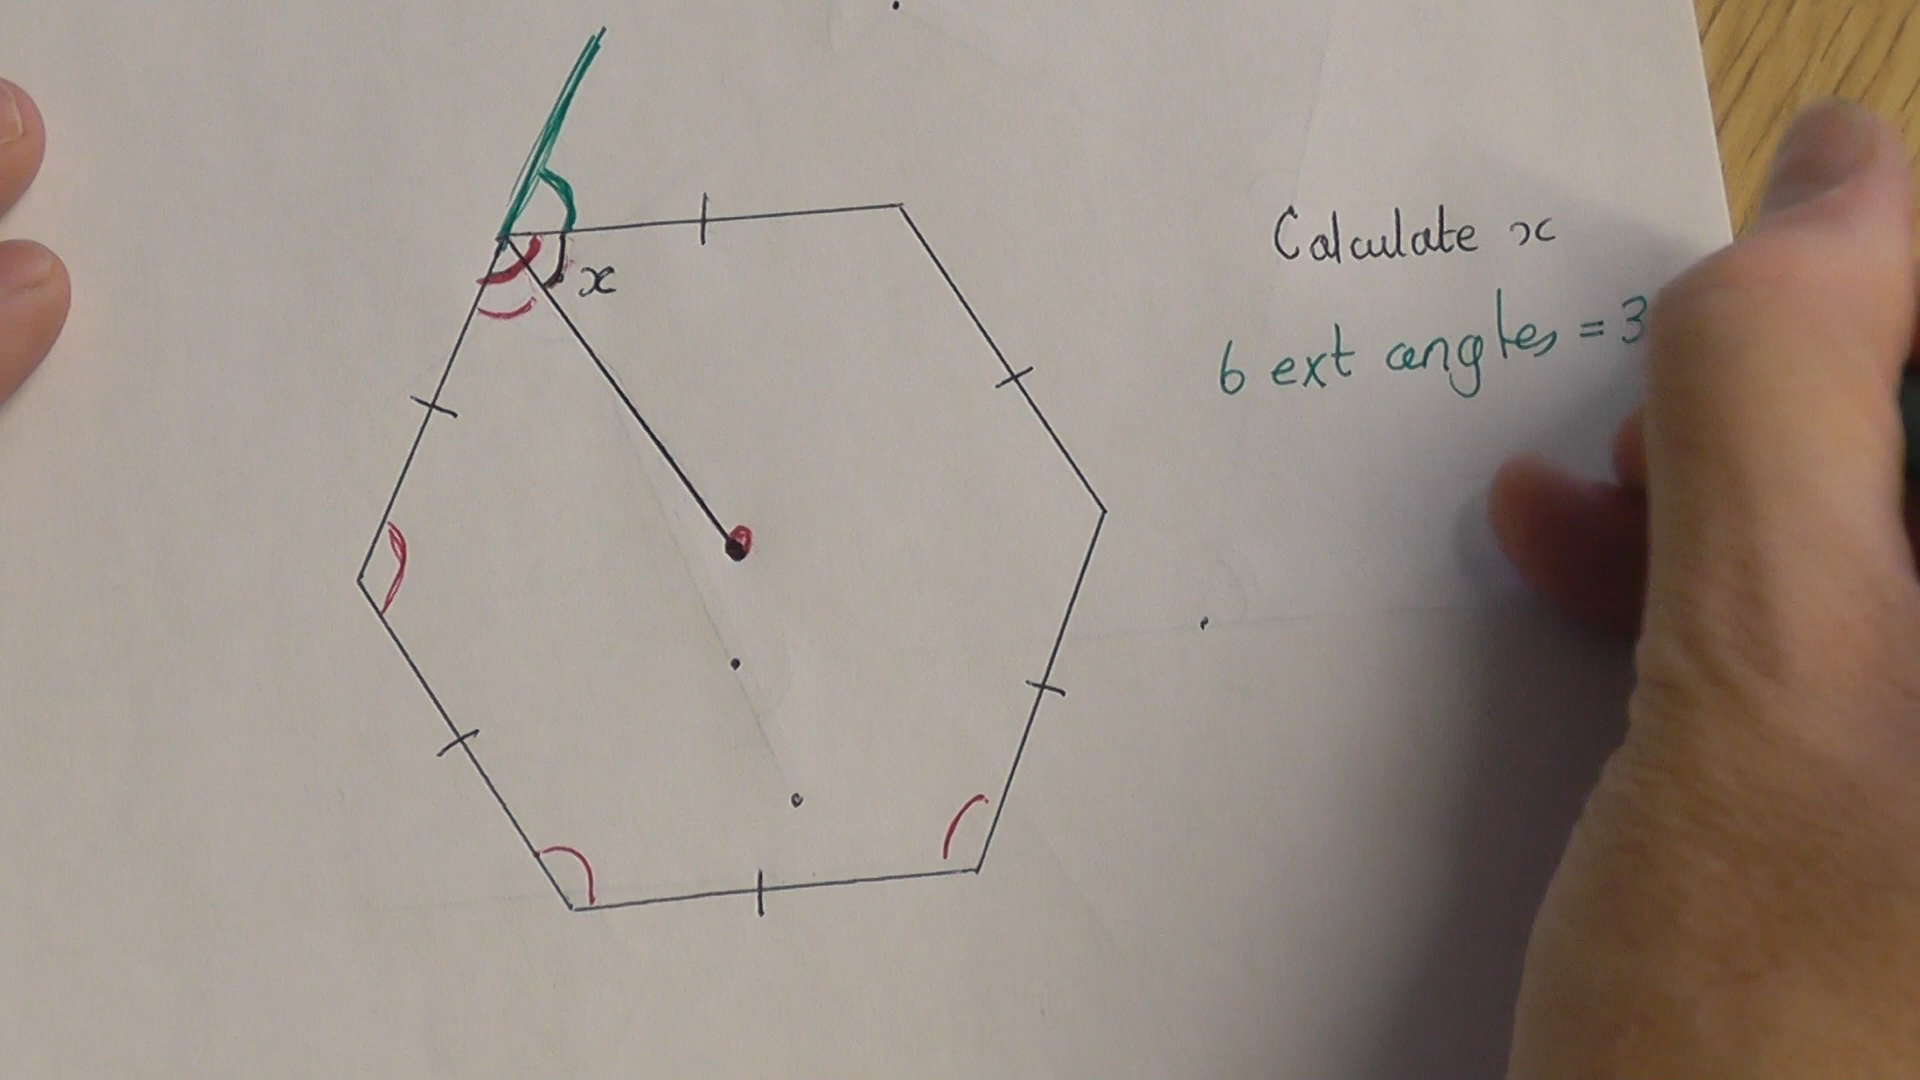 Calculate x
6 ext angles = 3
x